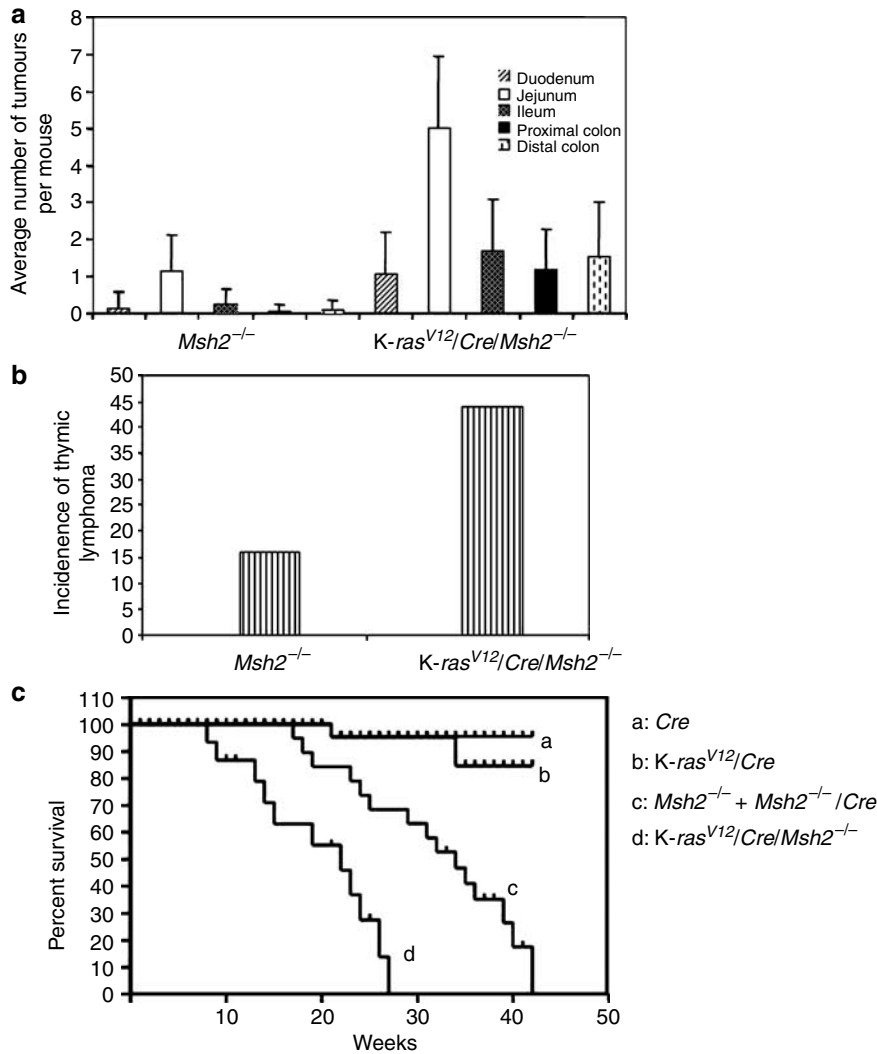 a
8
7
6
5
4
3
2
1
0
Average number of tumours
per mouse
Duodenum
Jejunum
Ileum
Proximal colon
Distal colon
Msh2–/–
K-rasV12/Cre/Msh2–/–
b
50
45
40
35
30
25
20
15
10
5
0
Incidenence of thymic
lymphoma
Msh2–/–
K-rasV12/Cre/Msh2–/–
c
110
100
90
80
70
60
50
40
30
20
10
0
Percent survival
a
b
c
d
10 20 30 40 50
Weeks
a: Cre
b: K-rasV12/Cre
c: Msh2–/– + Msh2–/– /Cre
d: K-rasV12/Cre/Msh2–/–